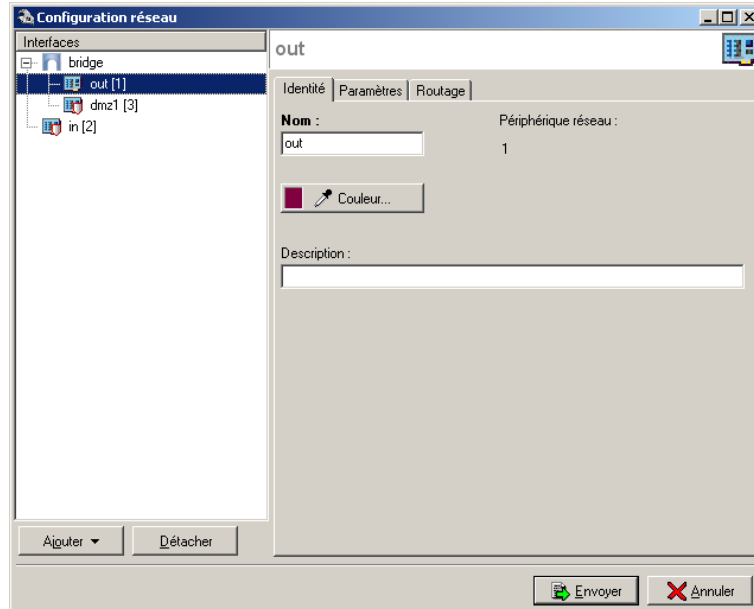 Configuration réseau
Interfaces
bridge
out [1]
dmz1 [3]
in [2]
out
Identité Paramètres Routage
Nom : Périphérique réseau :
out 1
Couleur...
Description :
Ajouter Détacher
Envoyer Annuler